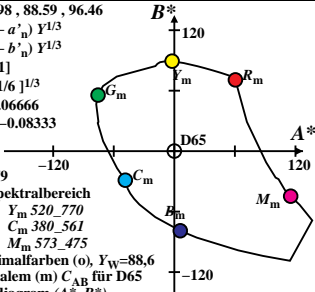 98 , 88.59 , 96.46
B*
– a’n) Y1/3
120
– b’n) Y1/3
1]
Ym
Rm
1/6 ]1/3
Gm
06666
–0.08333
D65
A*
–120
120
9
Cm
pektralbereich
Mm
Ym 520_770
Bm
Cm 380_561
Mm 573_475
imalfarben (o), YW=88,6
alem (m) CAB für D65
–120
diagram (A*, B*)